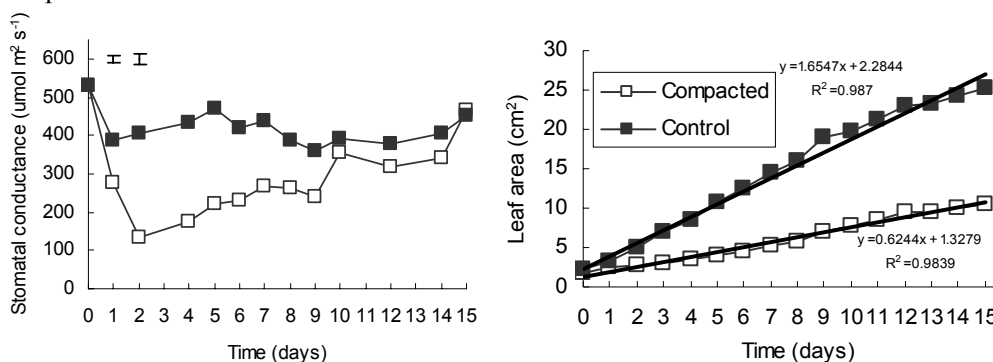 Stomatal conductance (umol m² s⁻¹)
600
500
400
300
200
100
0
0 1 2 3 4 5 6 7 8 9 10 11 12 13 14 15
Time (days)
Leaf area (cm²)
30
25
20
15
10
5
0
Compacted
Control
y =1.6547x + 2.2844
R² =0.987
y =0.6244x + 1.3279
R² =0.9839
0 1 2 3 4 5 6 7 8 9 10 11 12 13 14 15
Time (days)